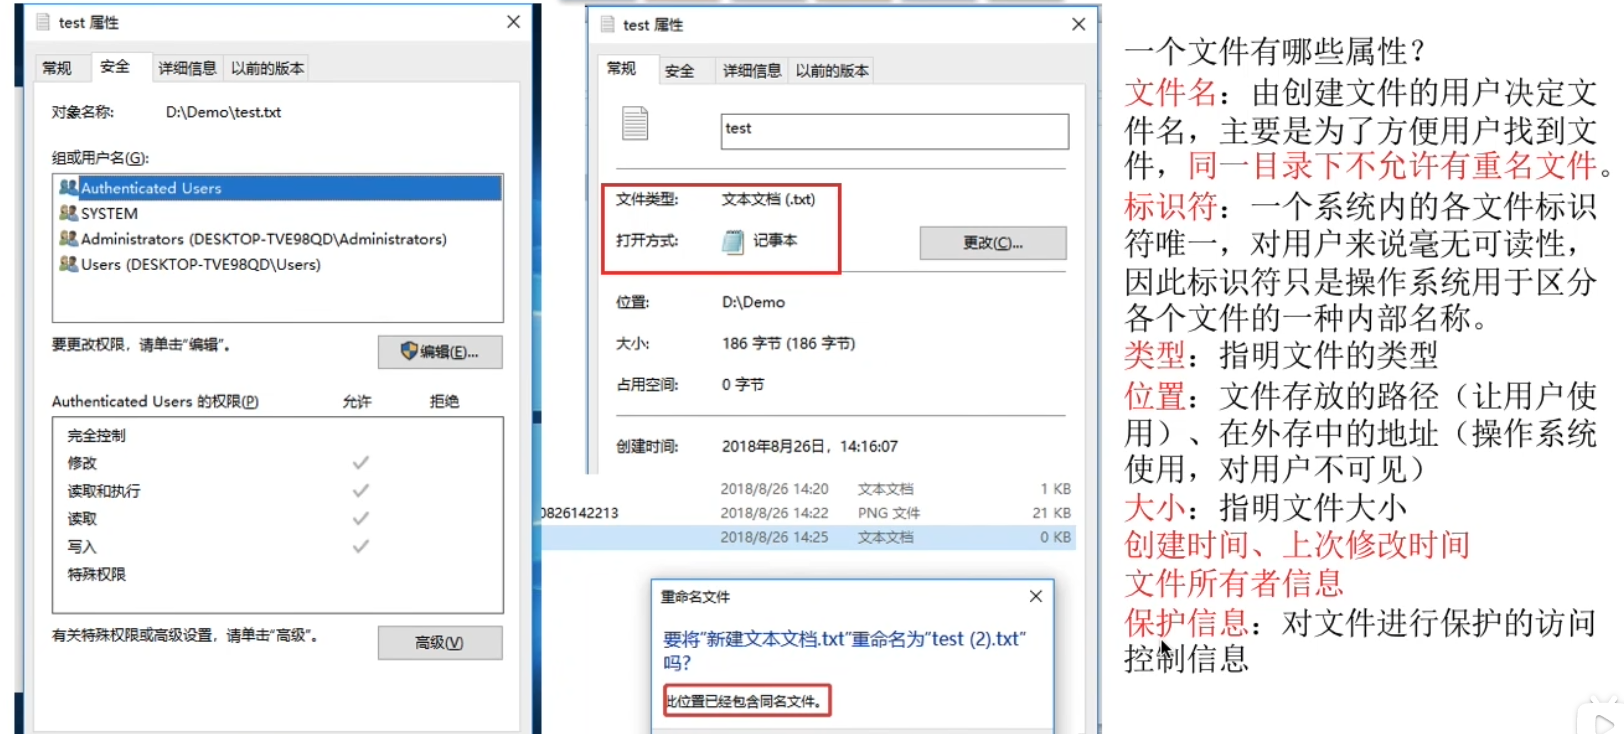 test 属性
常规 安全 详细信息 以前的版本
对象名称: D:\Demo\test.txt
组或用户名(G):
Authenticated Users
SYSTEM
Administrators (DESKTOP-TVE98QD\Administrators)
Users (DESKTOP-TVE98QD\Users)
要更改权限，请单击"编辑"。
编辑(E)...
Authenticated Users 的权限(P) 允许 拒绝
完全控制
修改
读取和执行
读取
写入
特殊权限
有关特殊权限或高级设置，请单击"高级"。
高级(V)
test 属性
常规 安全 详细信息 以前的版本
test
文件类型: 文本文档 (.txt)
打开方式: 记事本 更改(C)...
位置: D:\Demo
大小: 186 字节 (186 字节)
占用空间: 0 字节
创建时间: 2018年8月26日，14:16:07
2018/8/26 14:20 文本文档 1 KB
0826142213 2018/8/26 14:22 PNG 文件 21 KB
2018/8/26 14:25 文本文档 0 KB
重命名文件
要将"新建文本文档.txt"重命名为"test (2).txt"
吗?
此位置已经包含同名文件。
一个文件有哪些属性？
文件名：由创建文件的用户决定文
件名，主要是为了方便用户找到文
件，同一目录下不允许有重名文件。
标识符：一个系统内的各文件标识
符唯一，对用户来说毫无可读性，
因此标识符只是操作系统用于区分
各个文件的一种内部名称。
类型：指明文件的类型
位置：文件存放的路径（让用户使
用）、在外存中的地址（操作系统
使用，对用户不可见）
大小：指明文件大小
创建时间、上次修改时间
文件所有者信息
保护信息：对文件进行保护的访问
控制信息